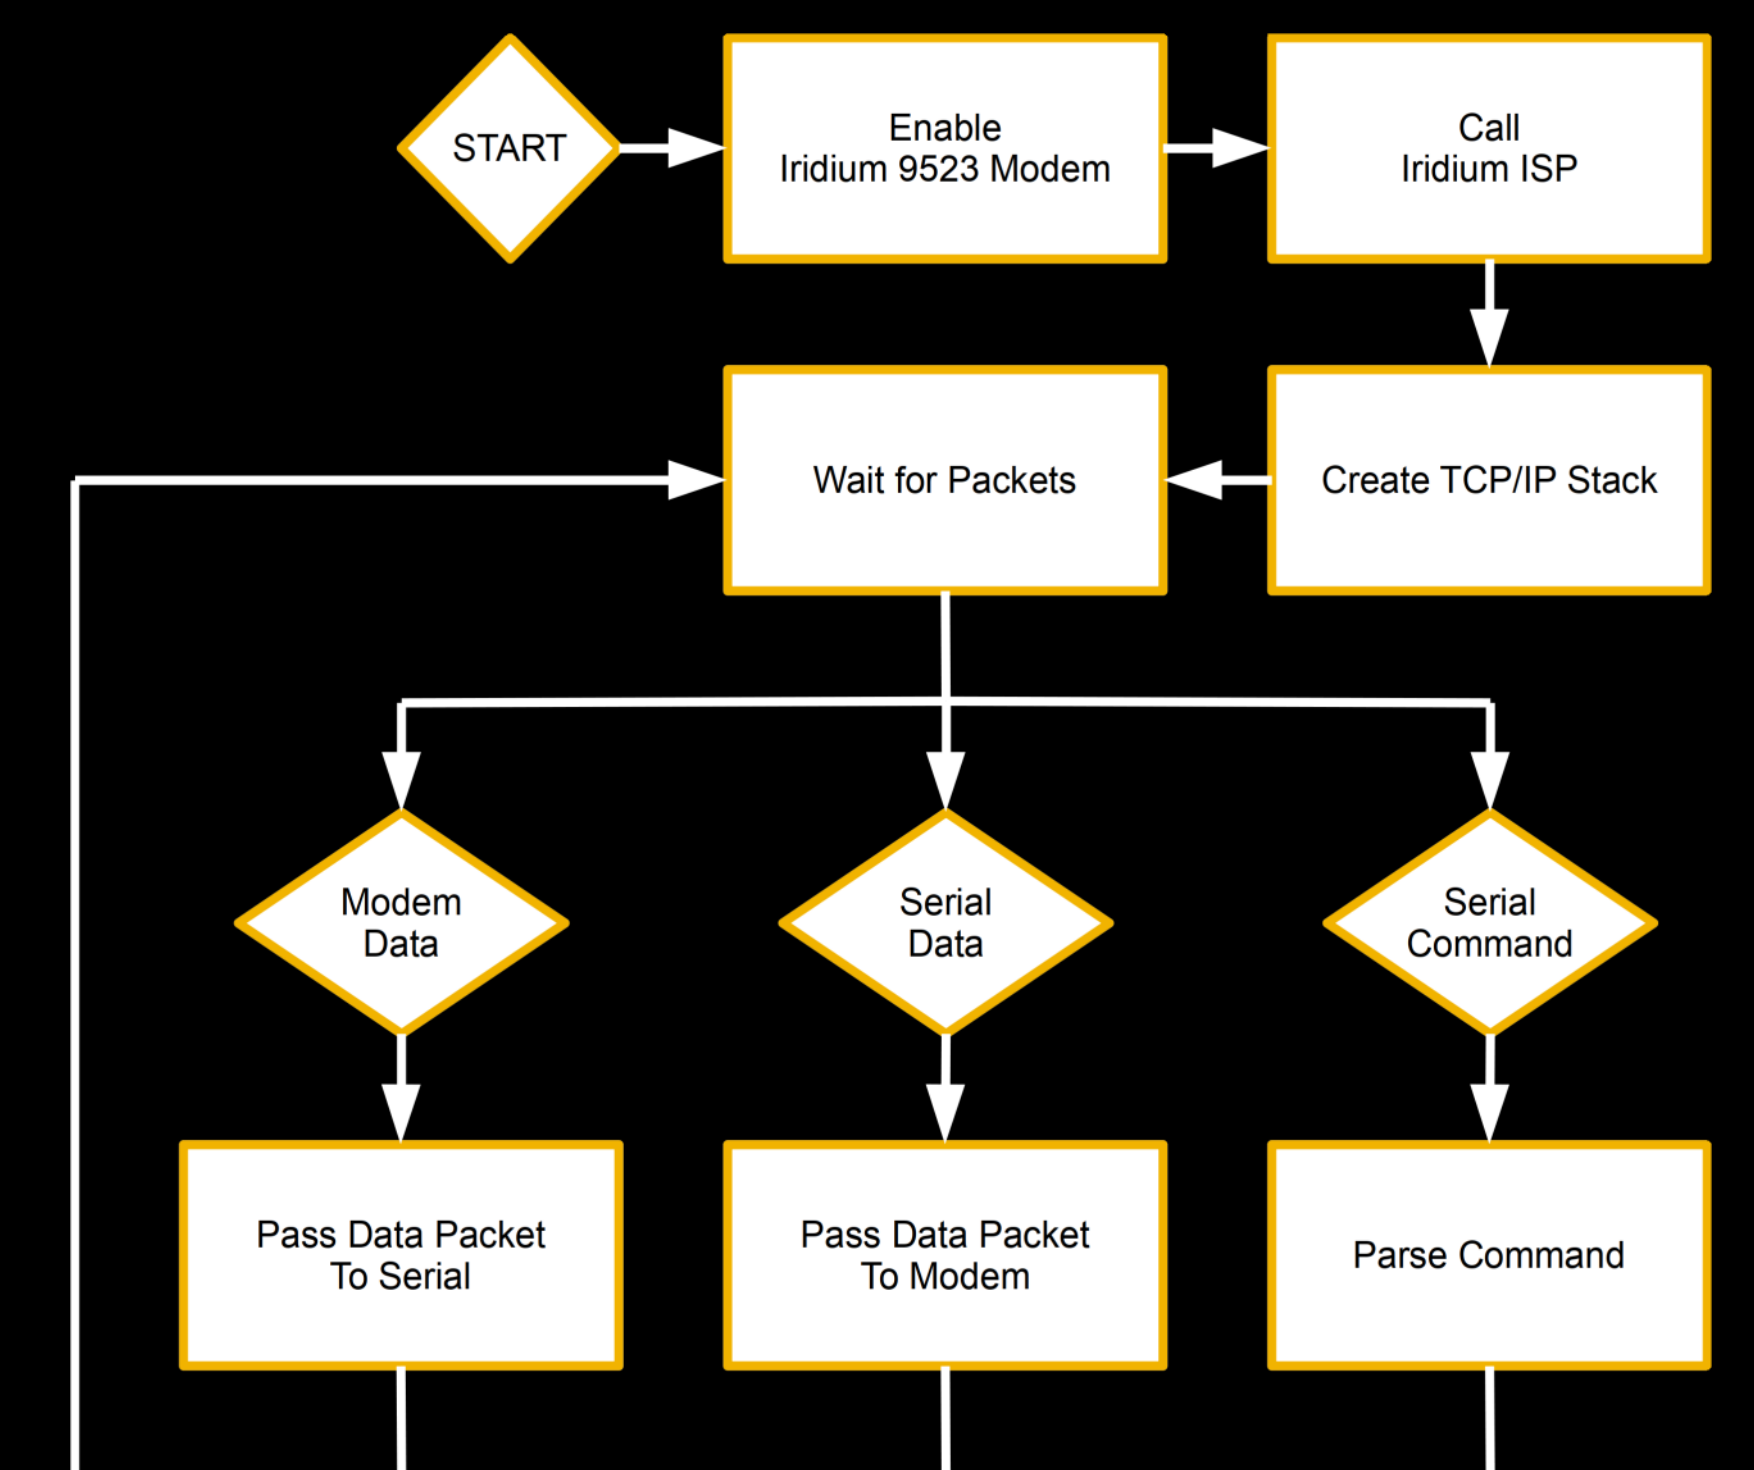 START
Enable
Iridium 9523 Modem
Call
Iridium ISP
Wait for Packets
Create TCP/IP Stack
Modem
Data
Serial
Data
Serial
Command
Pass Data Packet
To Serial
Pass Data Packet
To Modem
Parse Command